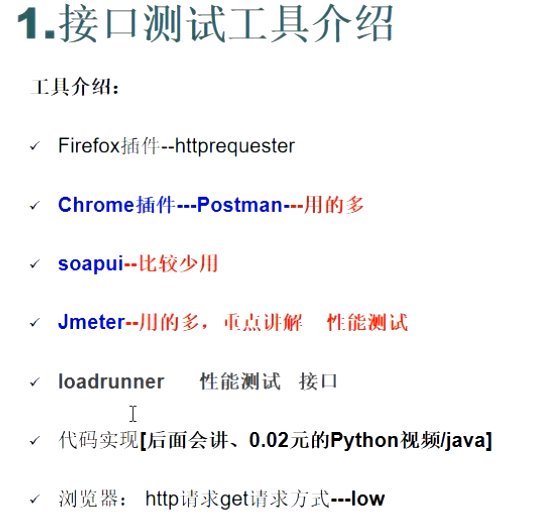 1.接口测试工具介绍
工具介绍：
✓ Firefox插件--httprequester
✓ Chrome插件---Postman---用的多
✓ soapui--比较少用
✓ Jmeter--用的多，重点讲解 性能测试
✓ loadrunner 性能测试 接口
✓ 代码实现[后面会讲、0.02元的Python视频/java]
✓ 浏览器： http请求get请求方式---low